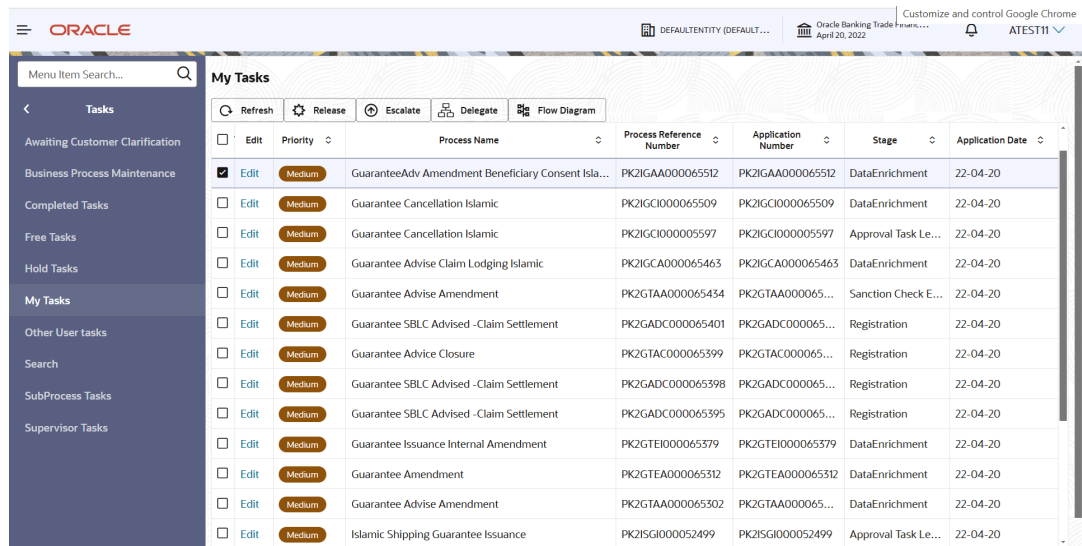 Customize and control Google Chrome
ORACLE
DEFAULTENTITY (DEFAULT...
Oracle Banking Trade Financ...
April 20, 2022
ATEST11
Menu Item Search...
Tasks
Awaiting Customer Clarification
Business Process Maintenance
Completed Tasks
Free Tasks
Hold Tasks
My Tasks
Other User tasks
Search
SubProcess Tasks
Supervisor Tasks
My Tasks
Refresh Release Escalate Delegate Flow Diagram
Edit Priority Process Name Process Reference Number Application Number Stage Application Date
Edit Medium GuaranteeAdv Amendment Beneficiary Consent Isla... PK2IGAA000065512 PK2IGAA000065512 DataEnrichment 22-04-20
Edit Medium Guarantee Cancellation Islamic PK2IGCI000065509 PK2IGCI000065509 DataEnrichment 22-04-20
Edit Medium Guarantee Cancellation Islamic PK2IGCI000005597 PK2IGCI000005597 Approval Task Le... 22-04-20
Edit Medium Guarantee Advise Claim Lodging Islamic PK2IGCA000065463 PK2IGCA000065463 DataEnrichment 22-04-20
Edit Medium Guarantee Advise Amendment PK2GTAA000065434 PK2GTAA000065... Sanction Check E... 22-04-20
Edit Medium Guarantee SBLC Advised -Claim Settlement PK2GADC000065401 PK2GADC000065... Registration 22-04-20
Edit Medium Guarantee Advice Closure PK2GTAC000065399 PK2GTAC000065... Registration 22-04-20
Edit Medium Guarantee SBLC Advised -Claim Settlement PK2GADC000065398 PK2GADC000065... Registration 22-04-20
Edit Medium Guarantee SBLC Advised -Claim Settlement PK2GADC000065395 PK2GADC000065... Registration 22-04-20
Edit Medium Guarantee Issuance Internal Amendment PK2GTEI000065379 PK2GTEI000065379 DataEnrichment 22-04-20
Edit Medium Guarantee Amendment PK2GTEA000065312 PK2GTEA000065312 DataEnrichment 22-04-20
Edit Medium Guarantee Advise Amendment PK2GTAA000065302 PK2GTAA000065... DataEnrichment 22-04-20
Edit Medium Islamic Shipping Guarantee Issuance PK2ISGI000052499 PK2ISGI000052499 Approval Task Le... 22-04-20